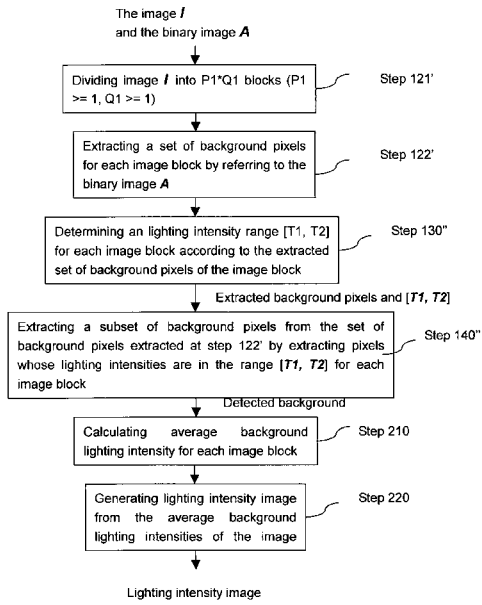 The image I
and the binary image A
Dividing image I into P1*Q1 blocks (P1
>= 1, Q1 >= 1)
Step 121'
Extracting a set of background pixels
for each image block by referring to the
binary image A
Step 122'
Determining an lighting intensity range [T1, T2]
for each image block according to the extracted
set of background pixels of the image block
Step 130"
Extracted background pixels and [T1, T2]
Extracting a subset of background pixels from the set of
background pixels extracted at step 122' by extracting pixels
whose lighting intensities are in the range [T1, T2] for each
image block
Step 140"
Detected background
Calculating average background
lighting intensity for each image block
Step 210
Generating lighting intensity image
from the average background
lighting intensities of the image
Step 220
Lighting intensity image